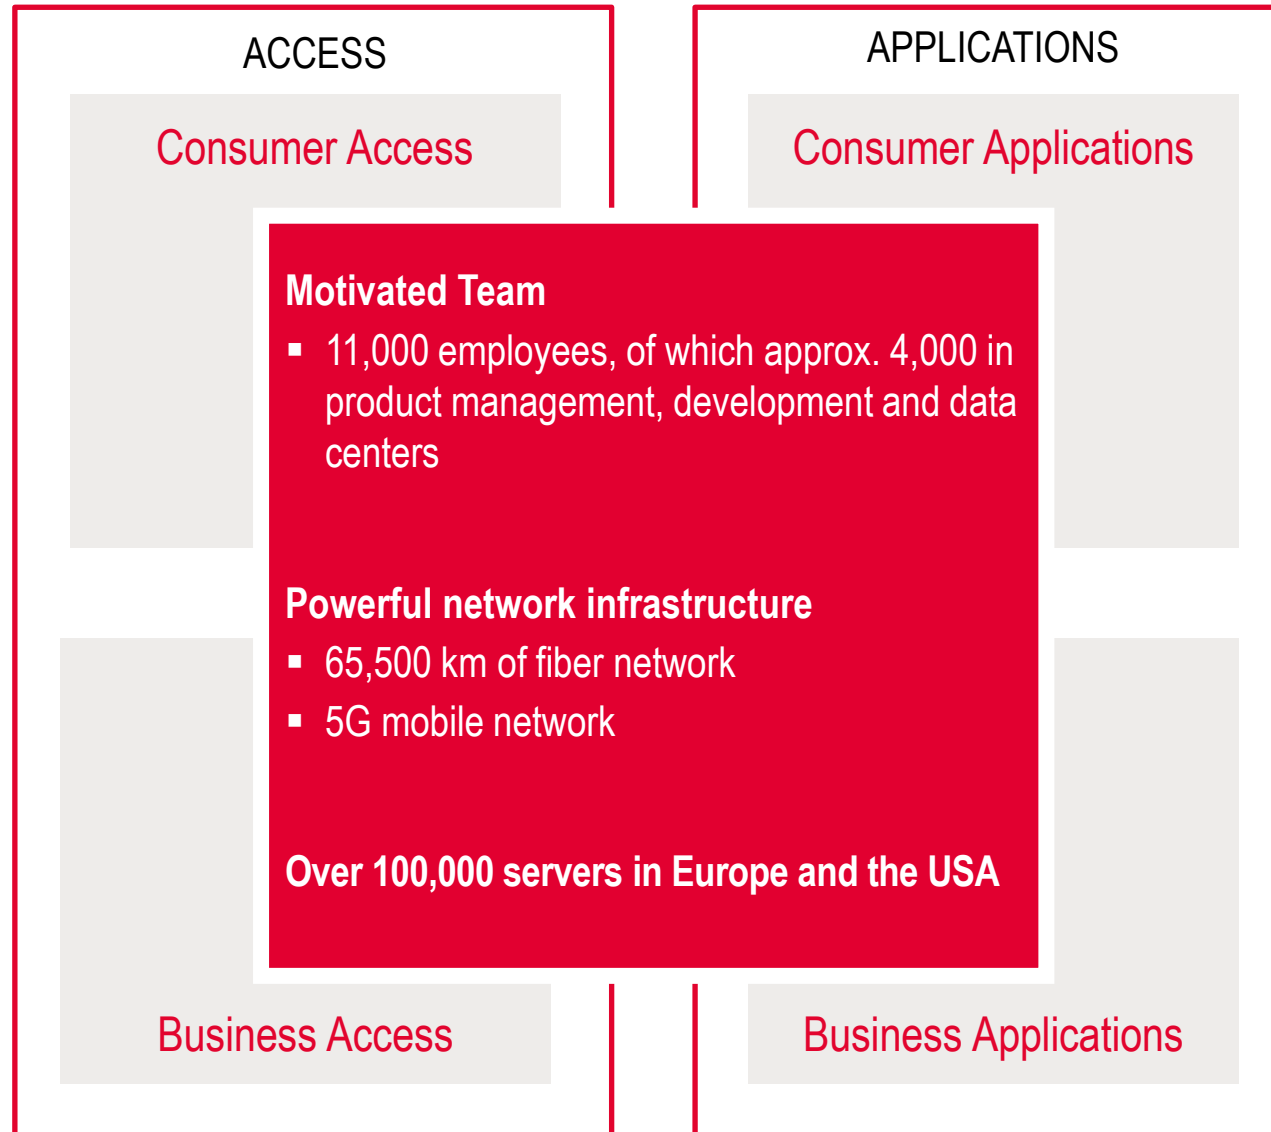 ACCESS
APPLICATIONS
Consumer Access
Consumer Applications
Motivated Team
▪ 11,000 employees, of which approx. 4,000 in
product management, development and data
centers
Powerful network infrastructure
▪ 65,500 km of fiber network
▪ 5G mobile network
Over 100,000 servers in Europe and the USA
Business Access
Business Applications